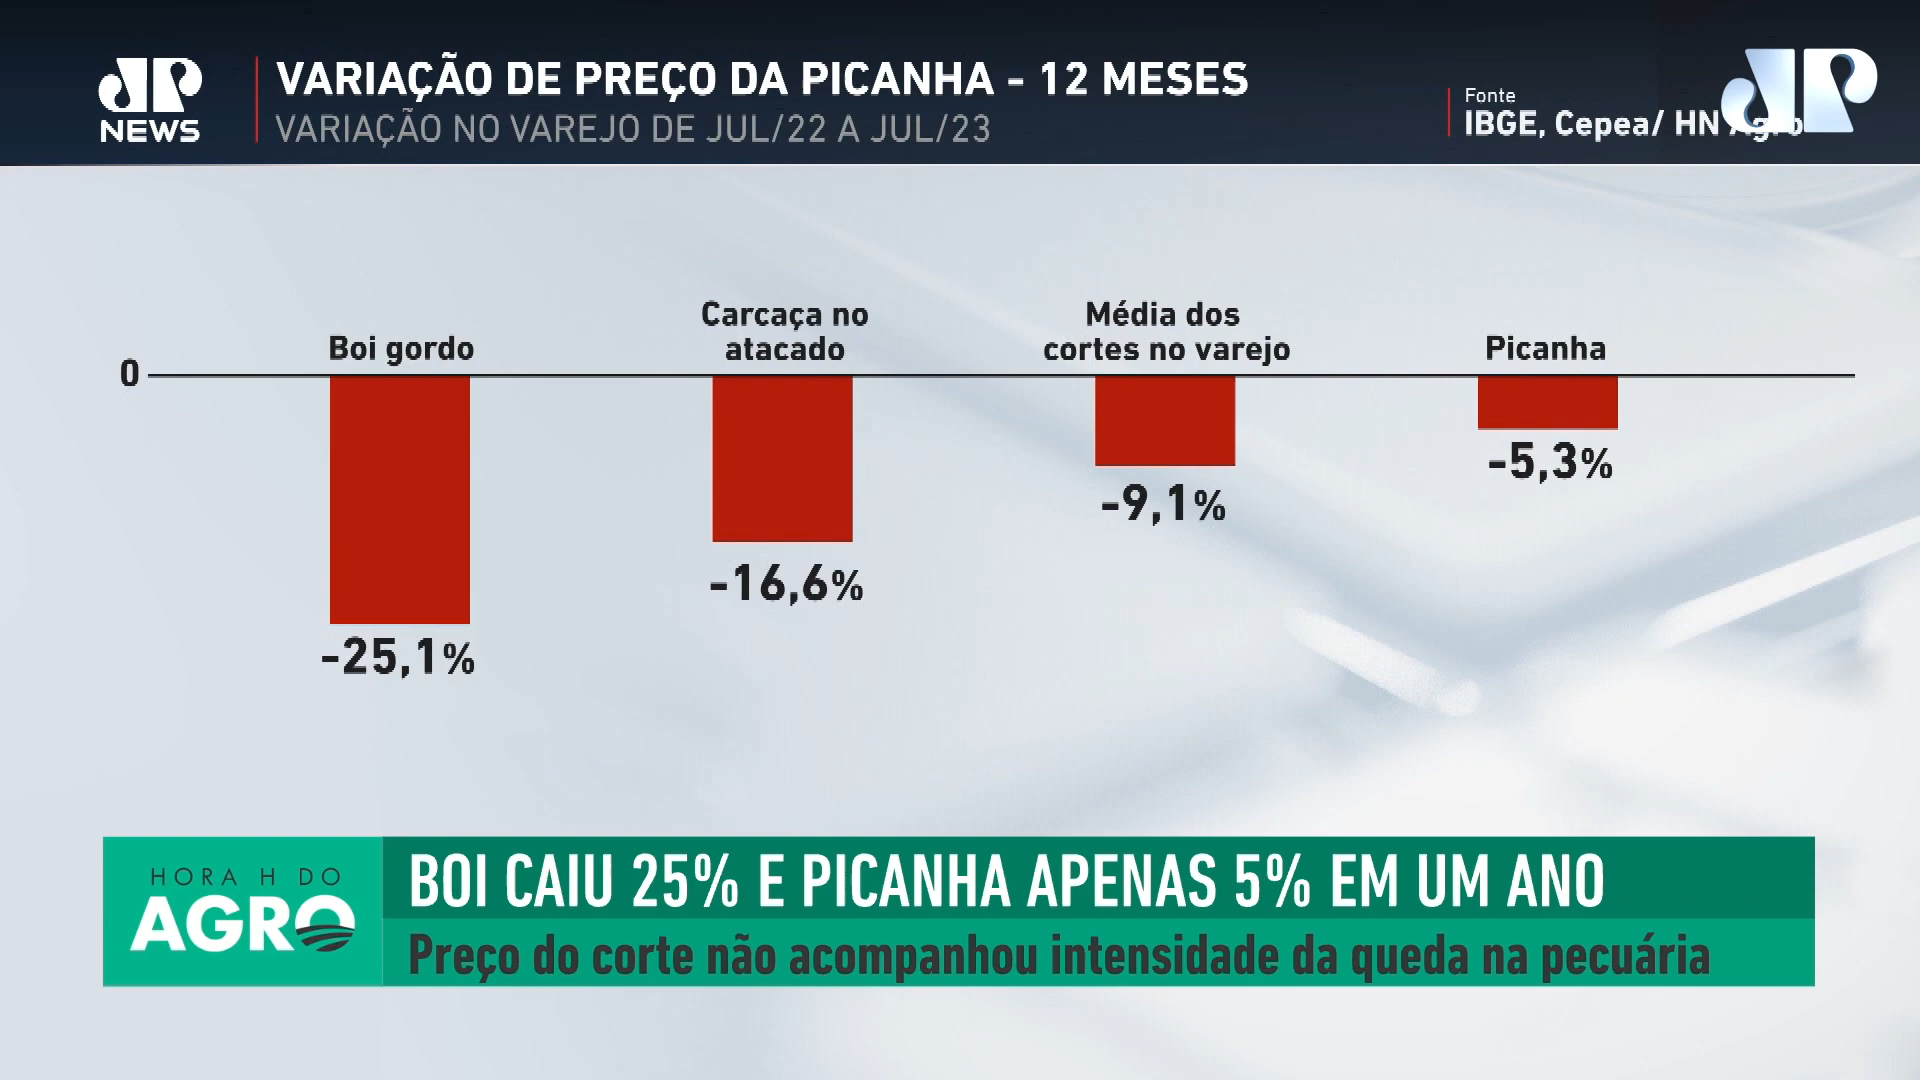 JP
NEWS
VARIAÇÃO DE PREÇO DA PICANHA - 12 MESES
VARIAÇÃO NO VAREJO DE JUL/22 A JUL/23
Fonte
IBGE, Cepea/ HN Agro
JP
Boi gordo
Carcaça no
atacado
Média dos
cortes no varejo
Picanha
0
-25,1%
-16,6%
-9,1%
-5,3%
HORA H DO
AGRO
BOI CAIU 25% E PICANHA APENAS 5% EM UM ANO
Preço do corte não acompanhou intensidade da queda na pecuária